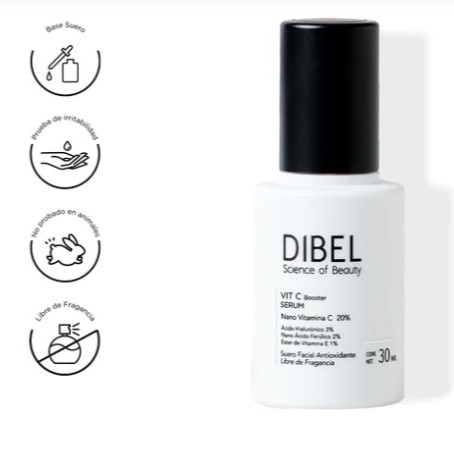 Base Suero
Prueba de irritabilidad
No probado en animales
Libre de Fragancia
DIBEL
Science of Beauty
VIT C Booster
SERUM
Nano Vitamina C 20%
Ácido Hialurónico 3%
Nano Ácido Ferúlico 2%
Éster de Vitamina E 1%
Suero Facial Antioxidante
Libre de Fragancia
CONT. NET. 30 ML